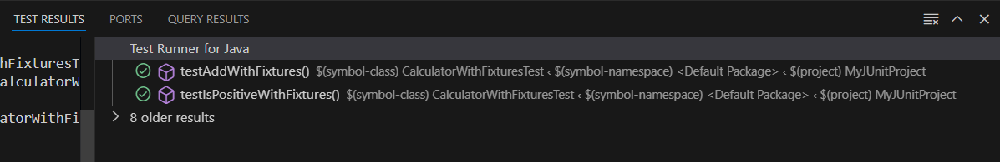 TEST RESULTS PORTS QUERY RESULTS
Test Runner for Java
hFixturesT
testAddWithFixtures() $(symbol-class) CalculatorWithFixturesTest ‹ $(symbol-namespace) <Default Package> ‹ $(project) MyJUnitProject
alculatorW
testIsPositiveWithFixtures() $(symbol-class) CalculatorWithFixturesTest ‹ $(symbol-namespace) <Default Package> ‹ $(project) MyJUnitProject
atorWithFi
8 older results